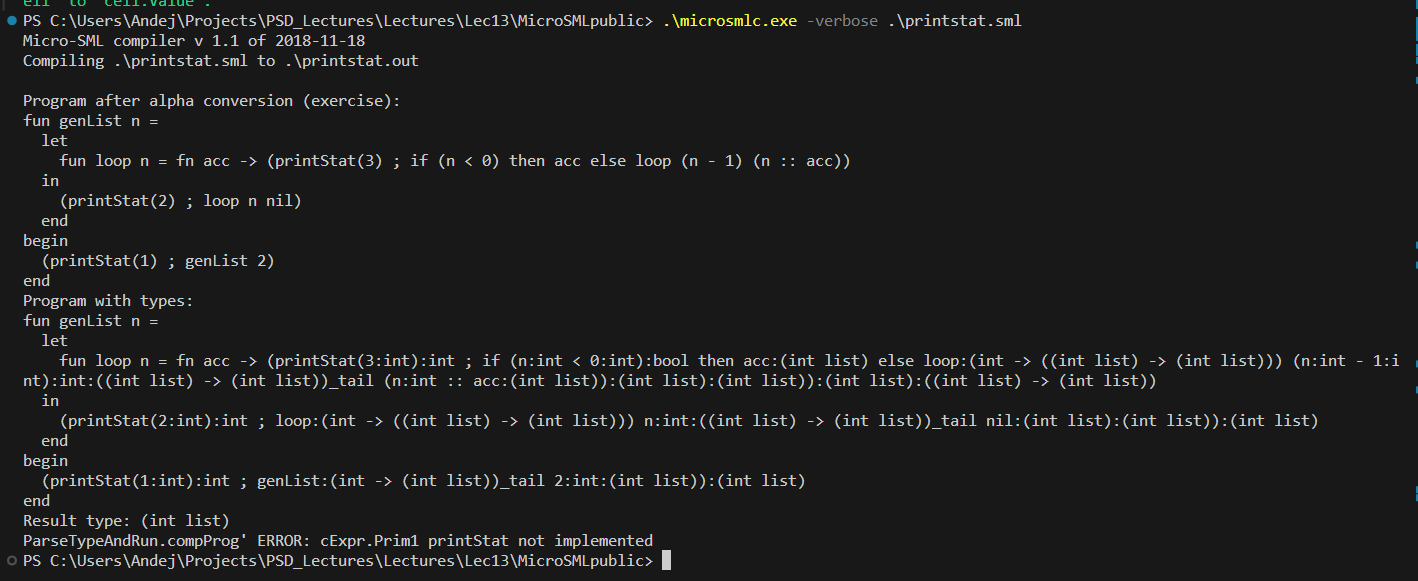 ell` to `cell.Value`.
PS C:\Users\Andej\Projects\PSD_Lectures\Lectures\Lec13\MicroSMLpublic> .\microsmlc.exe -verbose .\printstat.sml
Micro-SML compiler v 1.1 of 2018-11-18
Compiling .\printstat.sml to .\printstat.out

Program after alpha conversion (exercise):
fun genList n =
  let
    fun loop n = fn acc -> (printStat(3) ; if (n < 0) then acc else loop (n - 1) (n :: acc))
  in
    (printStat(2) ; loop n nil)
  end
begin
  (printStat(1) ; genList 2)
end
Program with types:
fun genList n =
  let
    fun loop n = fn acc -> (printStat(3:int):int ; if (n:int < 0:int):bool then acc:(int list) else loop:(int -> ((int list) -> (int list))) (n:int - 1:i
nt):int:((int list) -> (int list))_tail (n:int :: acc:(int list)):(int list):(int list)):(int list):((int list) -> (int list))
  in
    (printStat(2:int):int ; loop:(int -> ((int list) -> (int list))) n:int:((int list) -> (int list))_tail nil:(int list):(int list)):(int list)
  end
begin
  (printStat(1:int):int ; genList:(int -> (int list))_tail 2:int:(int list)):(int list)
end
Result type: (int list)
ParseTypeAndRun.compProg' ERROR: cExpr.Prim1 printStat not implemented
PS C:\Users\Andej\Projects\PSD_Lectures\Lectures\Lec13\MicroSMLpublic>